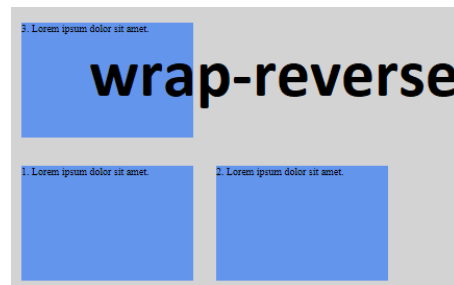 3. Lorem ipsum dolor sit amet.
wrap-reverse
1. Lorem ipsum dolor sit amet.
2. Lorem ipsum dolor sit amet.